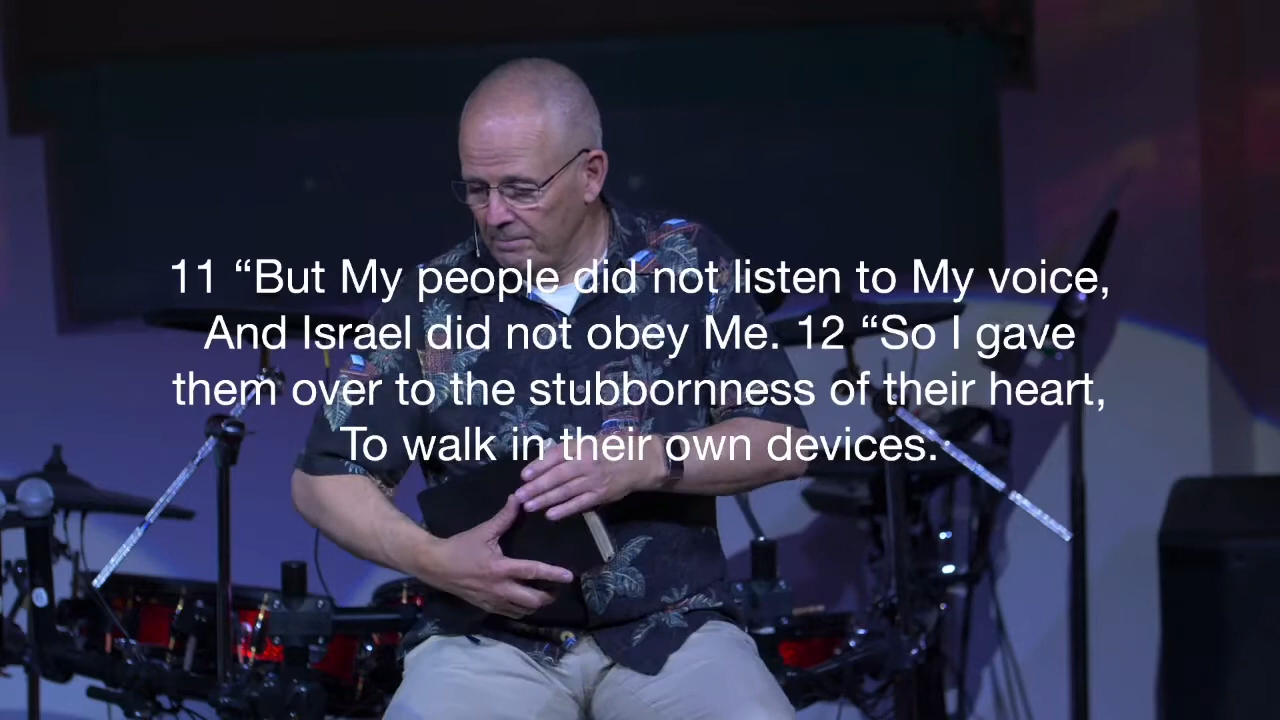 11 “But My people did not listen to My voice,
And Israel did not obey Me. 12 “So I gave
them over to the stubbornness of their heart,
To walk in their own devices.